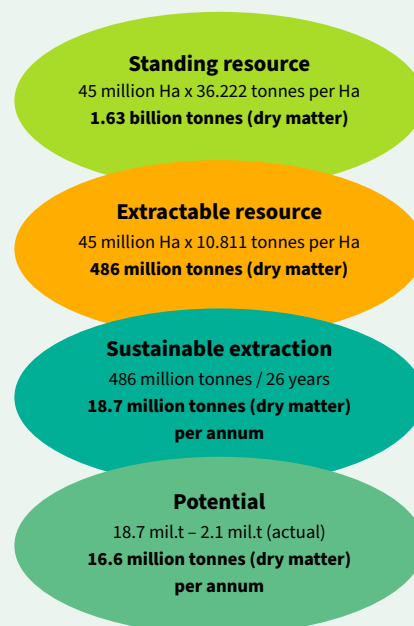 Standing resource
45 million Ha x 36.222 tonnes per Ha
1.63 billion tonnes (dry matter)
Extractable resource
45 million Ha x 10.811 tonnes per Ha
486 million tonnes (dry matter)
Sustainable extraction
486 million tonnes / 26 years
18.7 million tonnes (dry matter)
per annum
Potential
18.7 mil.t – 2.1 mil.t (actual)
16.6 million tonnes (dry matter)
per annum